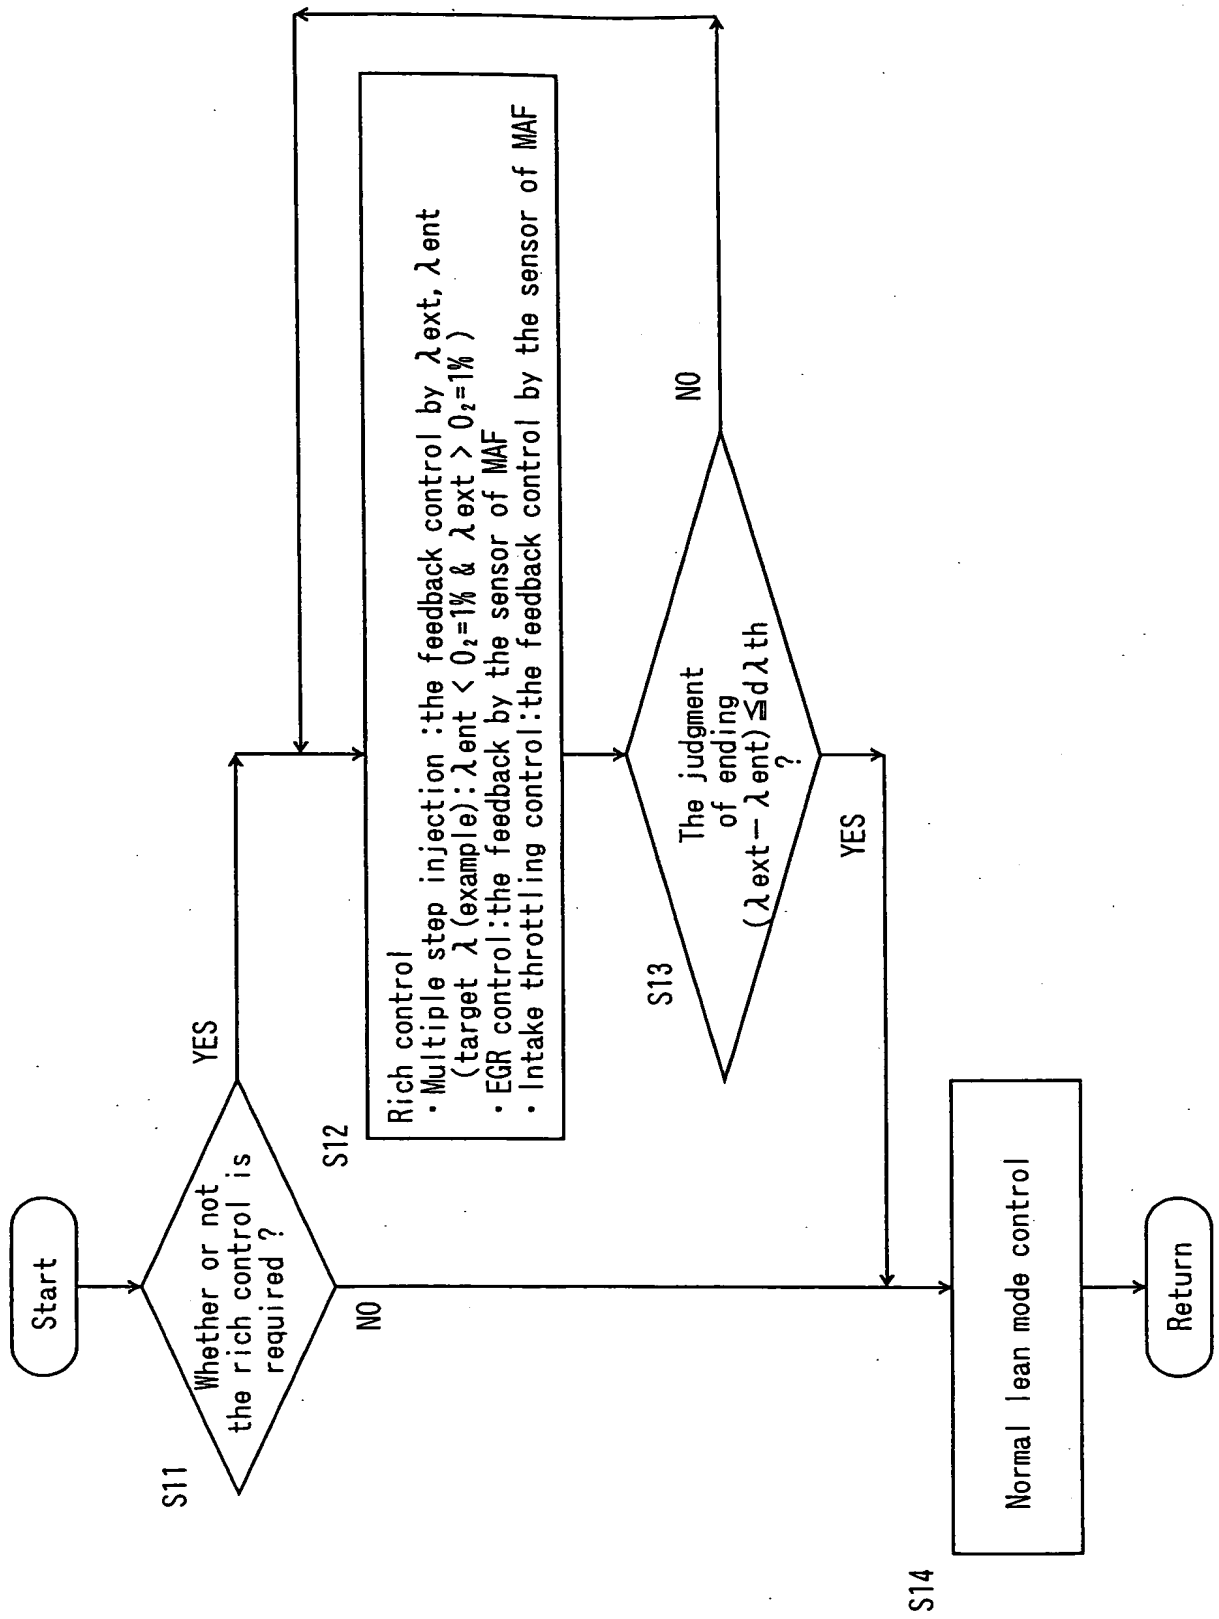 Start
S11
Whether or not
the rich control is
required ?
YES
NO
S12
Rich control
・Multiple step injection :the feedback control by λext, λent
(target λ(example):λent < O₂=1% & λext > O₂=1%)
・EGR control:the feedback by the sensor of MAF
・Intake throttling control:the feedback control by the sensor of MAF
S13
The judgment
of ending
(λext－λent)≦dλth
?
NO
YES
S14
Normal lean mode control
Return